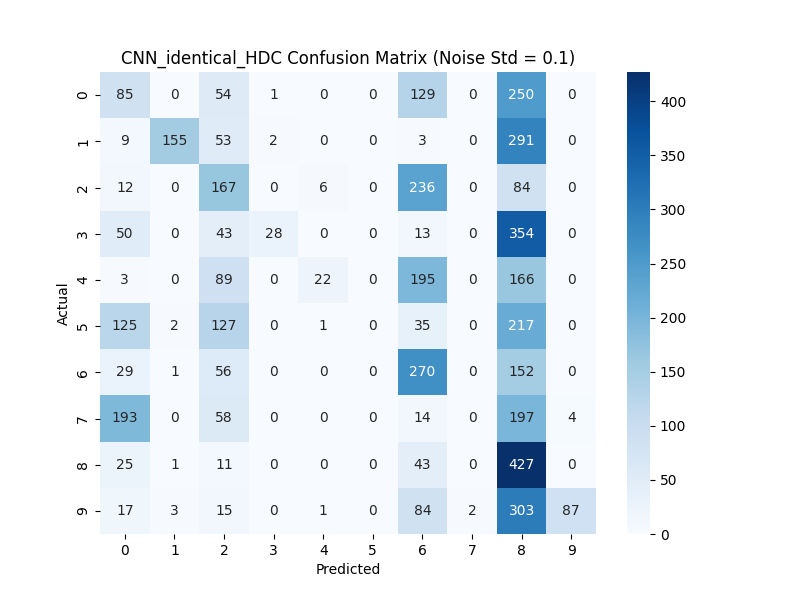 CNN_identical_HDC Confusion Matrix (Noise Std = 0.1)
0 85 0 54 1 0 0 129 0 250 0
1 9 155 53 2 0 0 3 0 291 0
2 12 0 167 0 6 0 236 0 84 0
3 50 0 43 28 0 0 13 0 354 0
4 3 0 89 0 22 0 195 0 166 0
5 125 2 127 0 1 0 35 0 217 0
6 29 1 56 0 0 0 270 0 152 0
7 193 0 58 0 0 0 14 0 197 4
8 25 1 11 0 0 0 43 0 427 0
9 17 3 15 0 1 0 84 2 303 87
0 1 2 3 4 5 6 7 8 9
Predicted
Actual
400
350
300
250
200
150
100
50
0